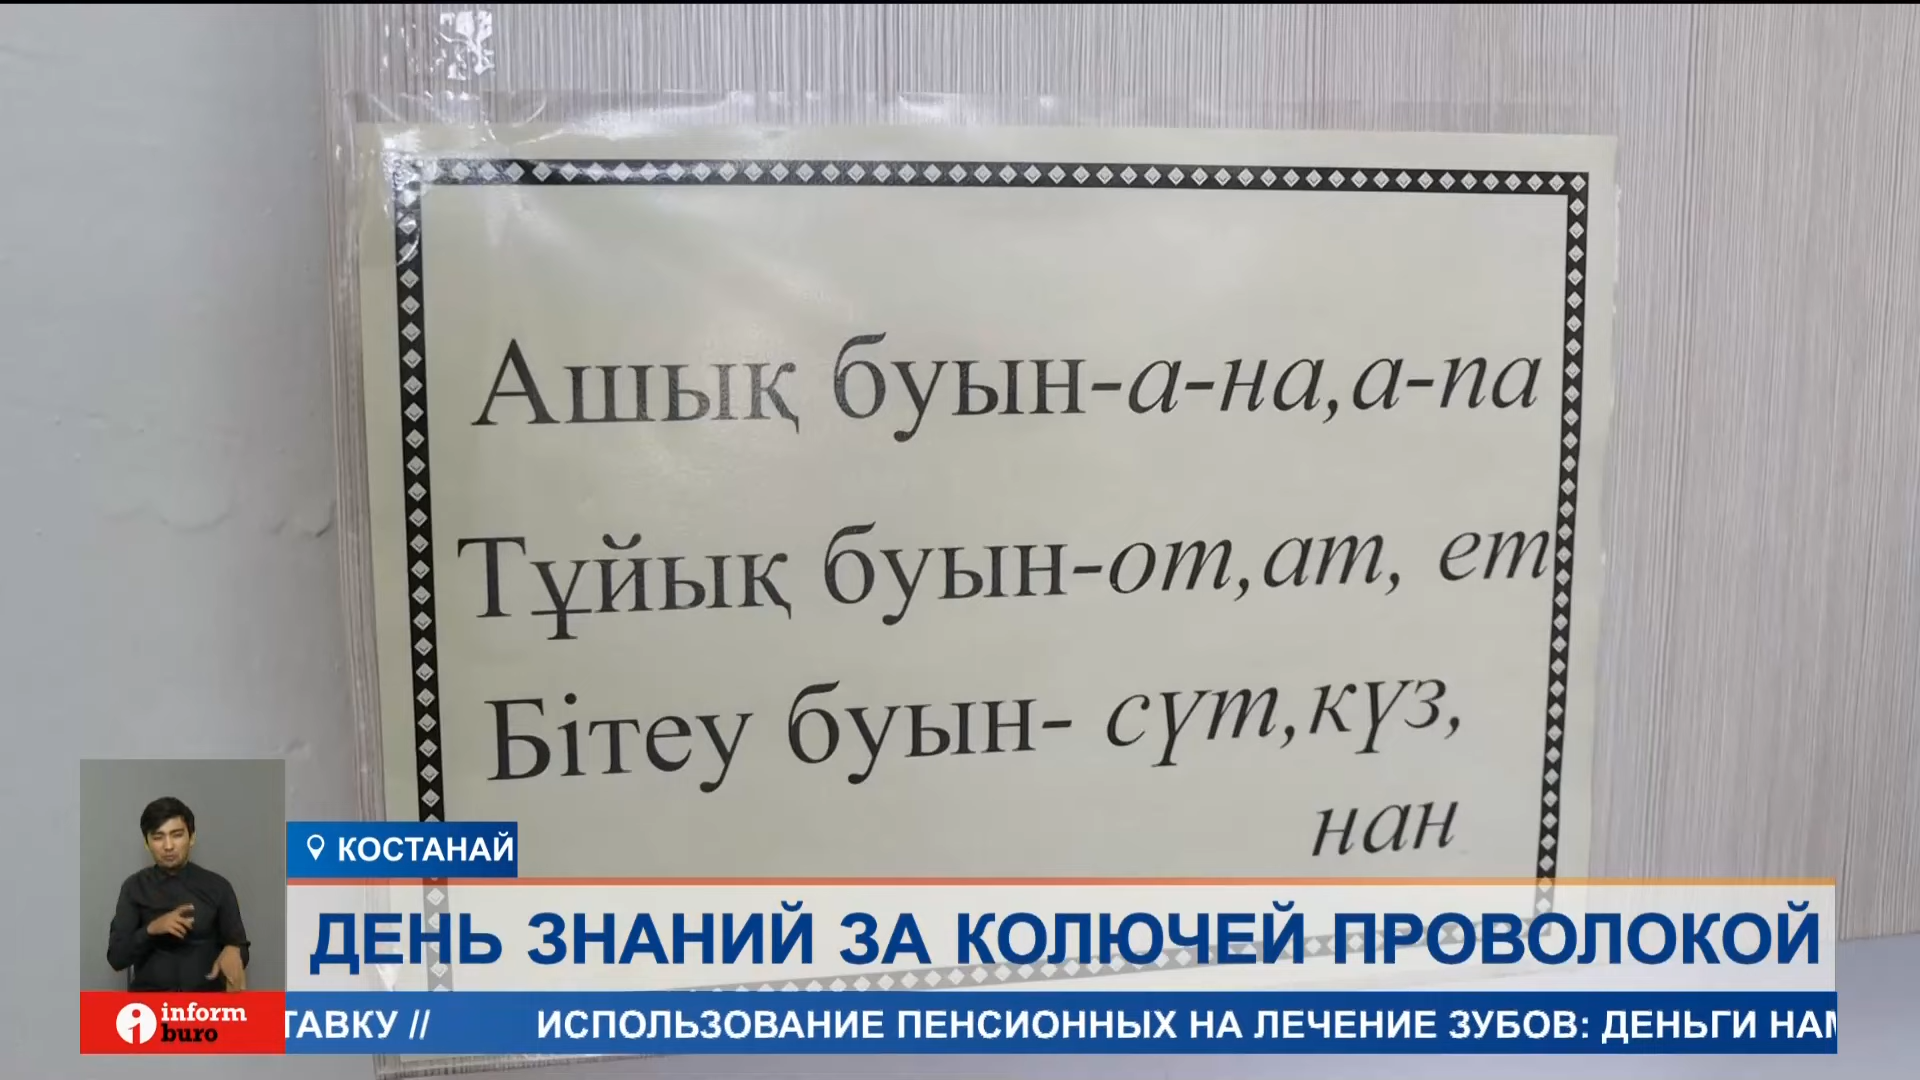 Ашық буын-а-на,а-па
Тұйық буын-от,ат, ет
Бітеу буын- сүт,күз,
нан
КОСТАНАЙ
ДЕНЬ ЗНАНИЙ ЗА КОЛЮЧЕЙ ПРОВОЛОКОЙ
inform
buro
ТАВКУ // ИСПОЛЬЗОВАНИЕ ПЕНСИОННЫХ НА ЛЕЧЕНИЕ ЗУБОВ: ДЕНЬГИ НАМ